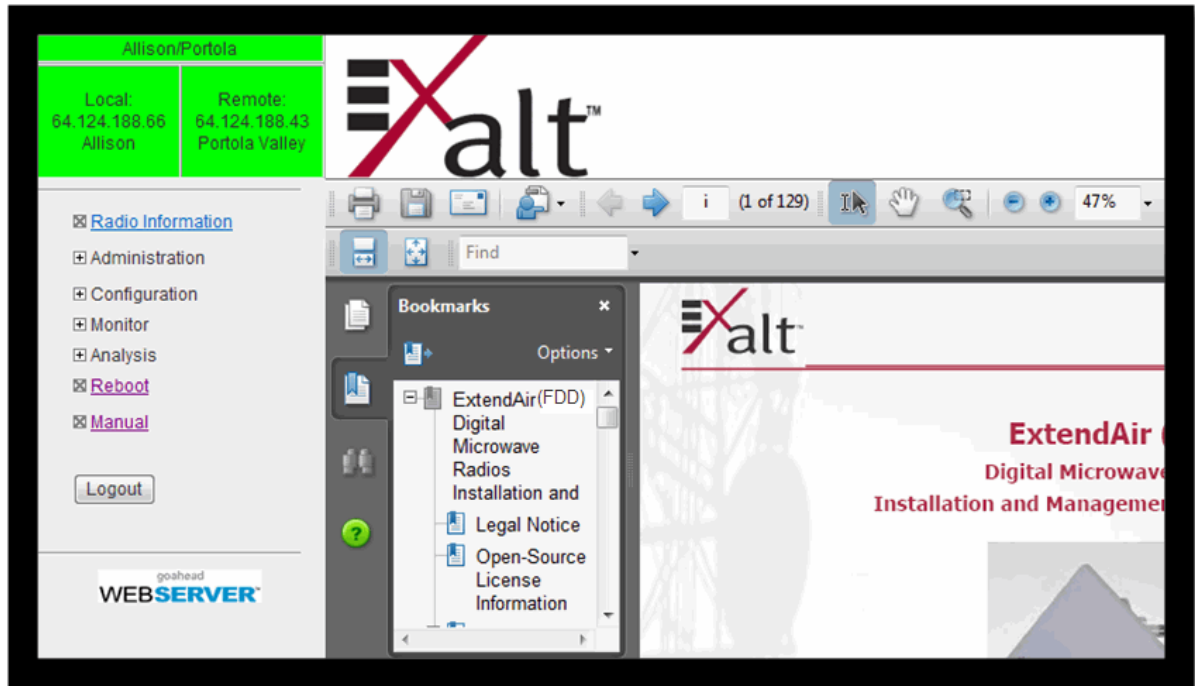 Allison/Portola
Local:
64.124.188.66
Allison
Remote:
64.124.188.43
Portola Valley
Radio Information
Administration
Configuration
Monitor
Analysis
Reboot
Manual
Logout
goahead
WEBSERVER™
Exalt™
i
(1 of 129)
47%
Find
Bookmarks
Options
ExtendAir(FDD)
Digital
Microwave
Radios
Installation and
Legal Notice
Open-Source
License
Information
Exalt™
ExtendAir (
Digital Microwave
Installation and Managemen